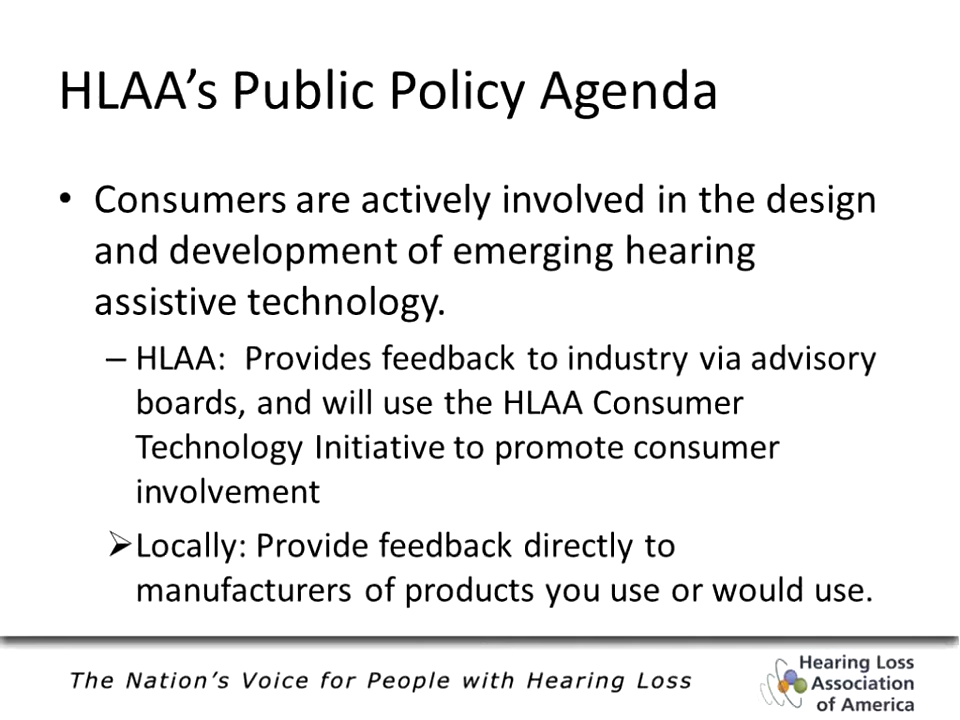 HLAA’s Public Policy Agenda
• Consumers are actively involved in the design
and development of emerging hearing
assistive technology.
– HLAA:  Provides feedback to industry via advisory
boards, and will use the HLAA Consumer
Technology Initiative to promote consumer
involvement
➢Locally: Provide feedback directly to
manufacturers of products you use or would use.
The Nation’s Voice for People with Hearing Loss
Hearing Loss
Association
of America